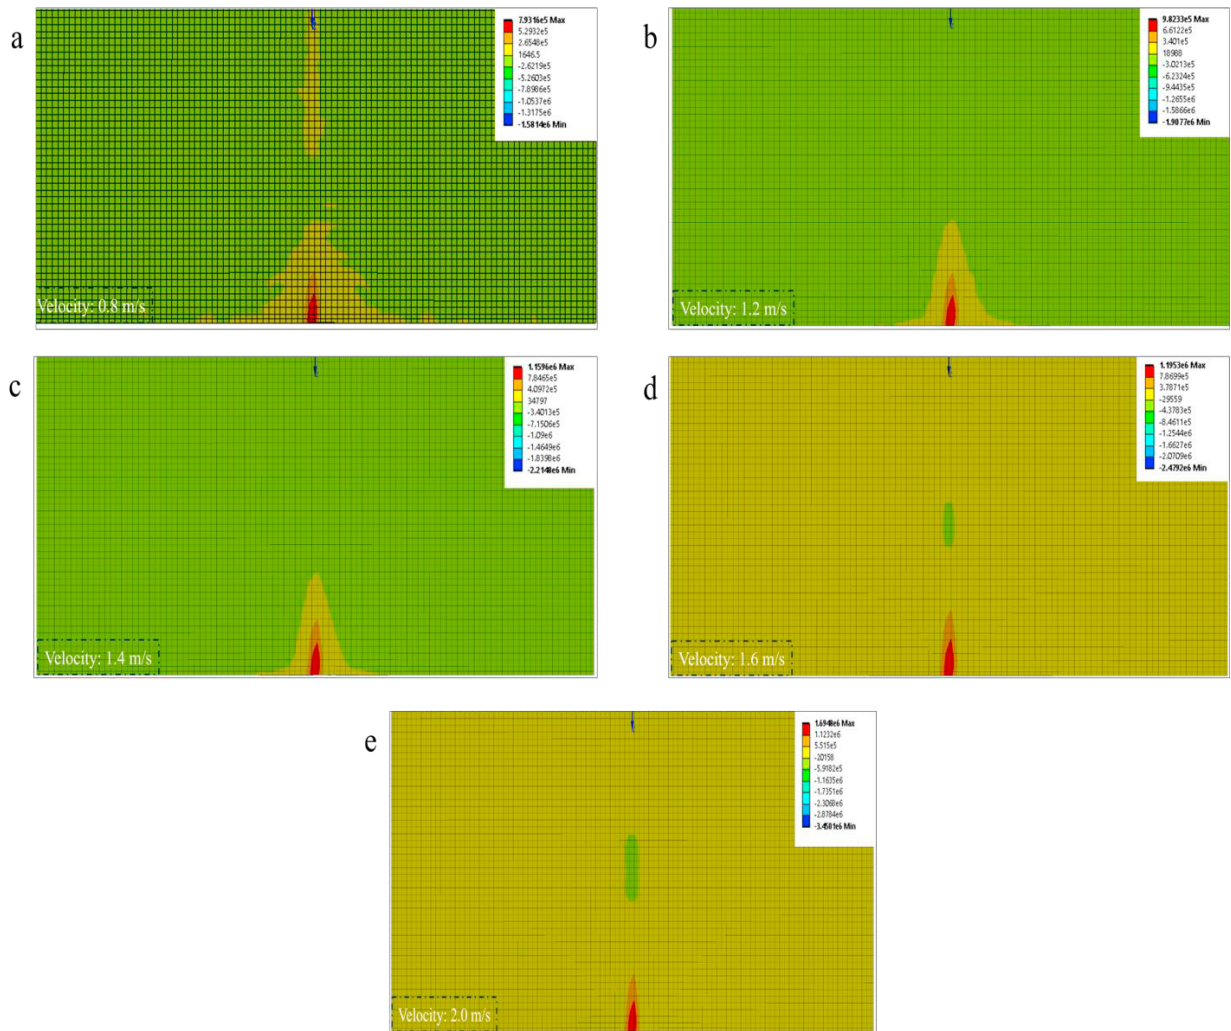 a
7.9316e5 Max
5.2932e5
2.6548e5
1646.5
-2.6219e5
-5.2603e5
-7.8986e5
-1.0537e6
-1.3175e6
-1.5814e6 Min
Velocity: 0.8 m/s
b
9.8233e5 Max
6.6122e5
3.401e5
18988
-3.0213e5
-6.2324e5
-9.4435e5
-1.2655e6
-1.5866e6
-1.9077e6 Min
Velocity: 1.2 m/s
c
1.1596e6 Max
7.8465e5
4.0972e5
34797
-3.4013e5
-7.1506e5
-1.09e6
-1.4649e6
-1.8398e6
-2.2148e6 Min
Velocity: 1.4 m/s
d
1.1953e6 Max
7.8699e5
3.7871e5
-29559
-4.3783e5
-8.4611e5
-1.2544e6
-1.6627e6
-2.0709e6
-2.4792e6 Min
Velocity: 1.6 m/s
e
1.6948e6 Max
1.1232e6
5.515e5
-20158
-5.9182e5
-1.1635e6
-1.7351e6
-2.3068e6
-2.8784e6
-3.4501e6 Min
Velocity: 2.0 m/s